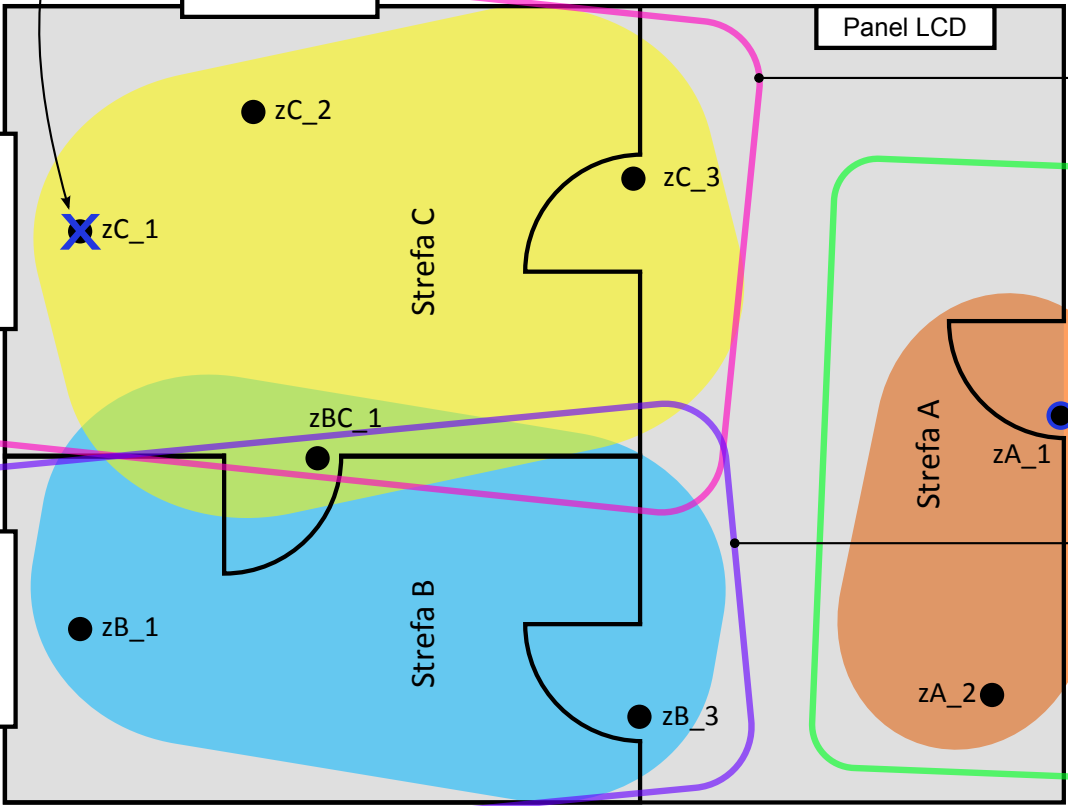 Panel LCD
zC_2
zC_3
zC_1
Strefa C
zBC_1
Strefa A
zA_1
zB_1
Strefa B
zA_2
zB_3